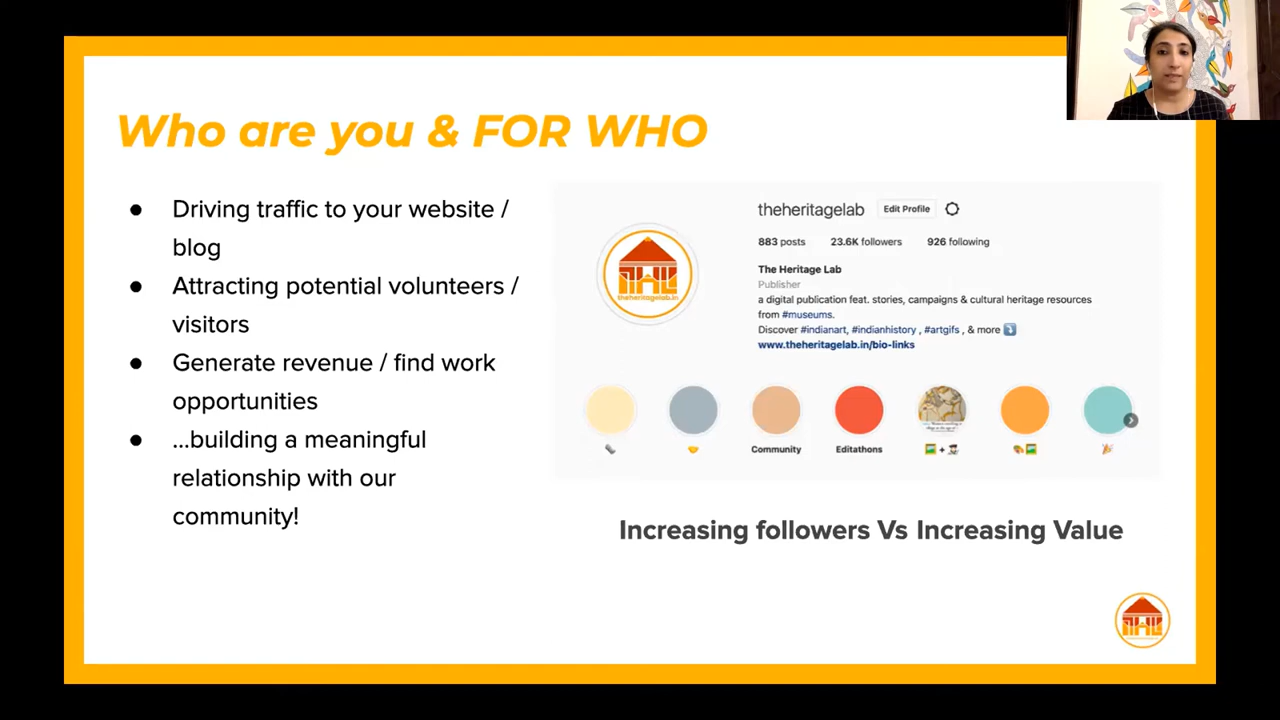 Who are you & FOR WHO
● Driving traffic to your website /
blog
● Attracting potential volunteers /
visitors
● Generate revenue / find work
opportunities
● ...building a meaningful
relationship with our
community!
theheritagelab Edit Profile
883 posts 23.6K followers 926 following
The Heritage Lab
Publisher
a digital publication feat. stories, campaigns & cultural heritage resources
from #museums.
Discover #indianart, #indianhistory , #artgifs , & more
www.theheritagelab.in/bio-links
theheritagelab.in
Community Editathons
+
Increasing followers Vs Increasing Value